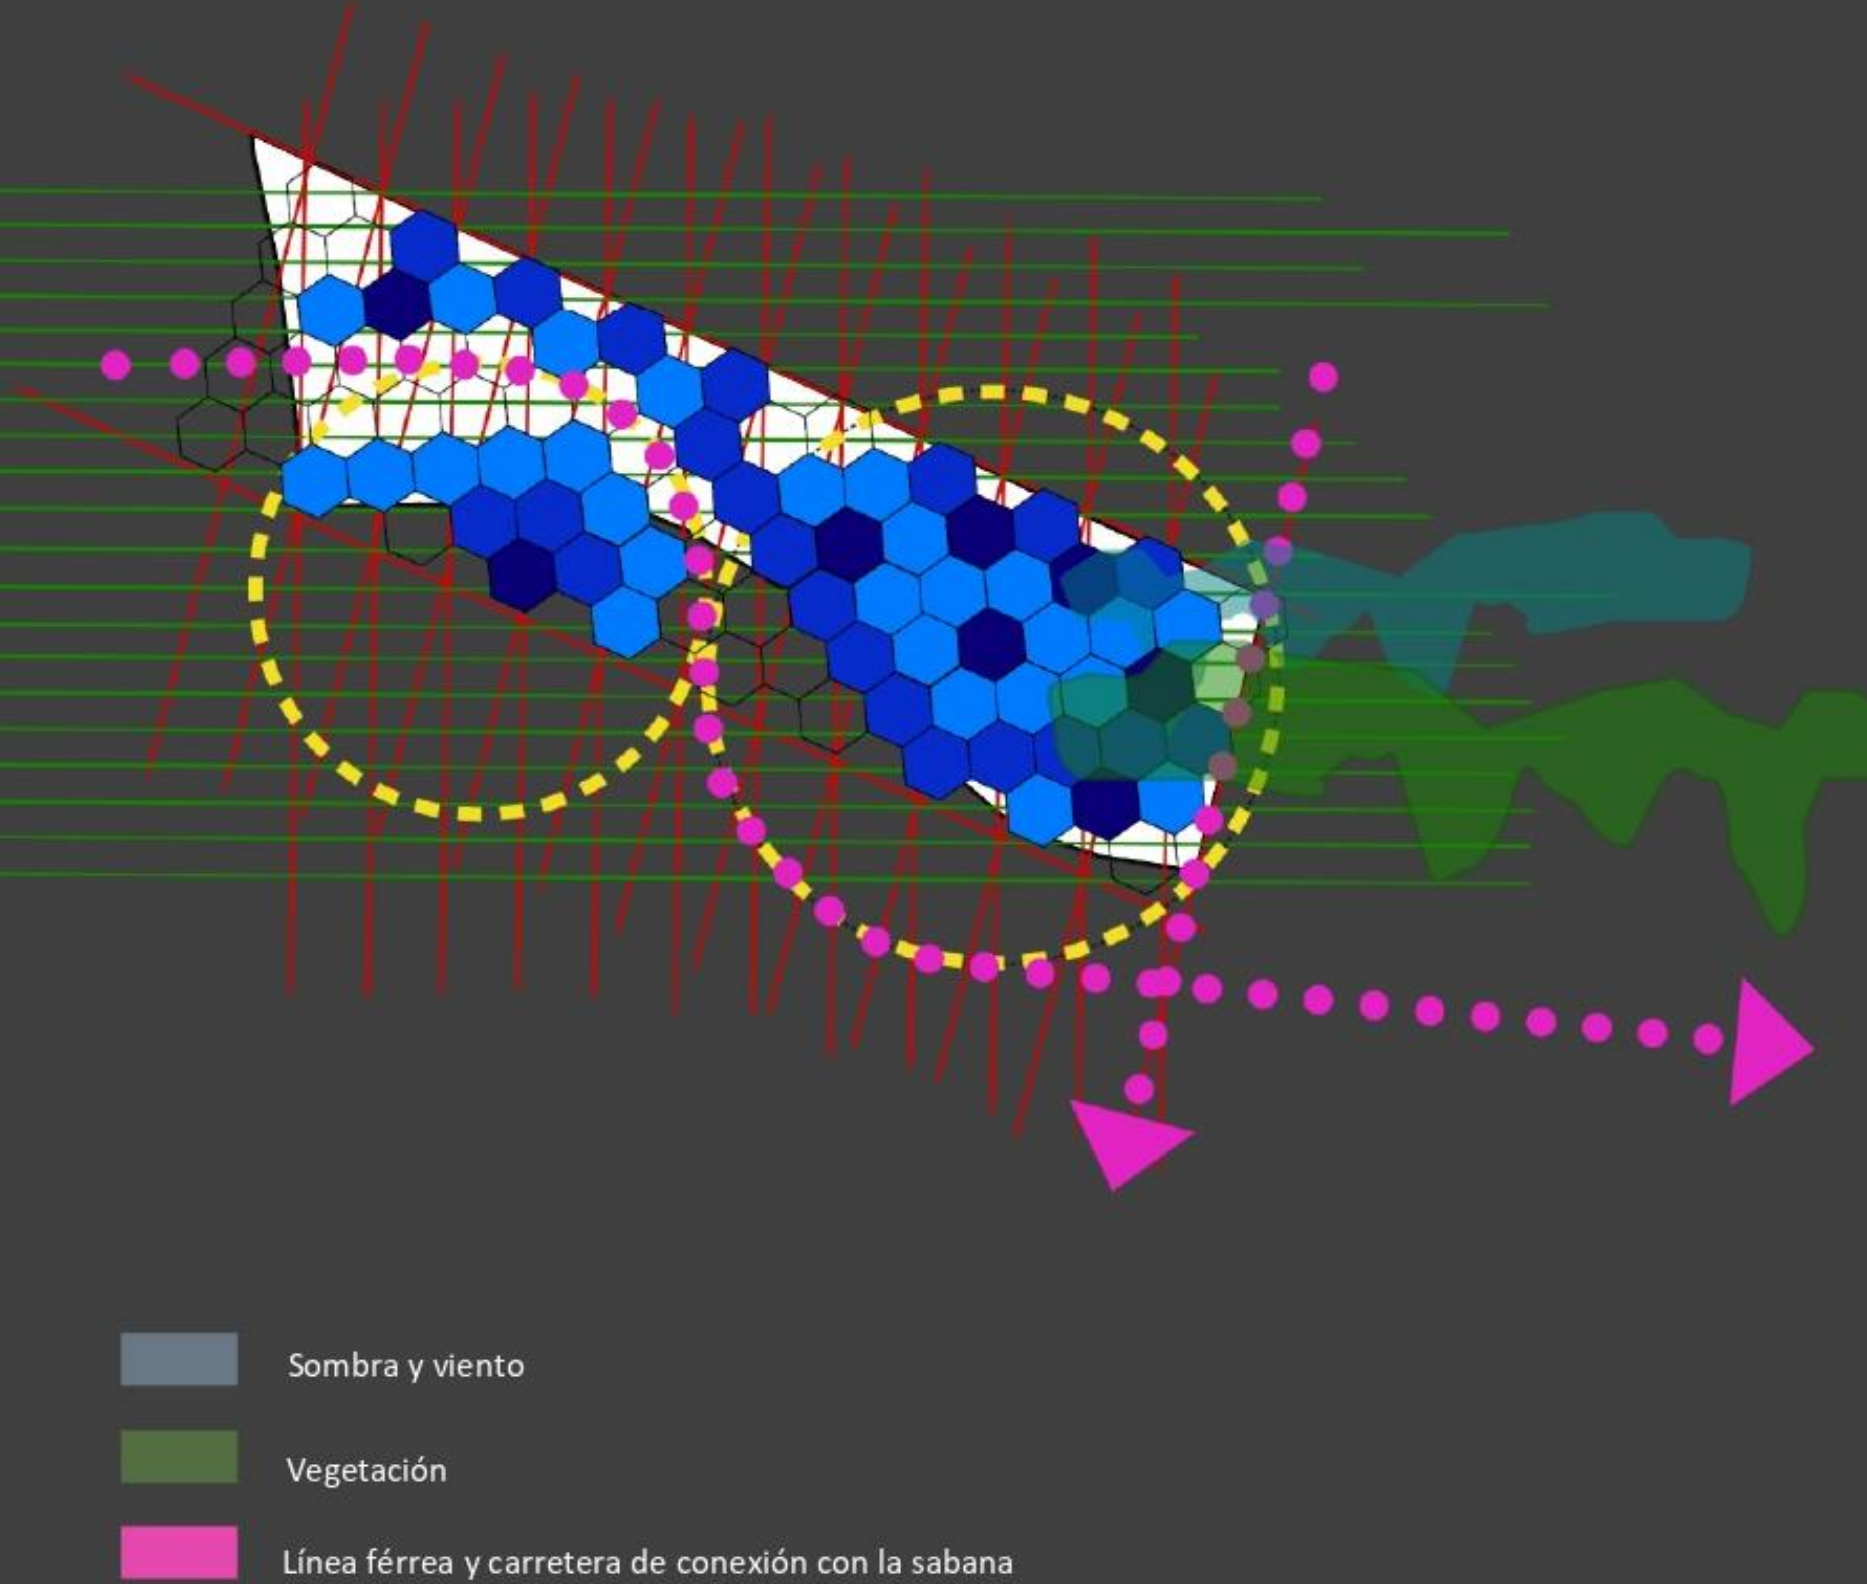 Sombra y viento
Vegetación
Línea férrea y carretera de conexión con la sabana